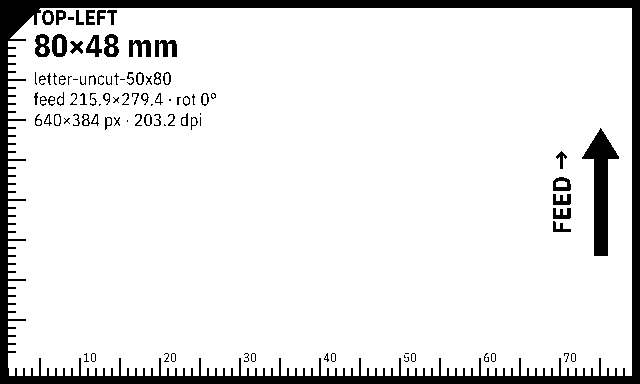 TOP-LEFT
80×48 mm
letter-uncut-50x80
feed 215.9×279.4 · rot 0°
640×384 px · 203.2 dpi
FEED →
10 20 30 40 50 60 70